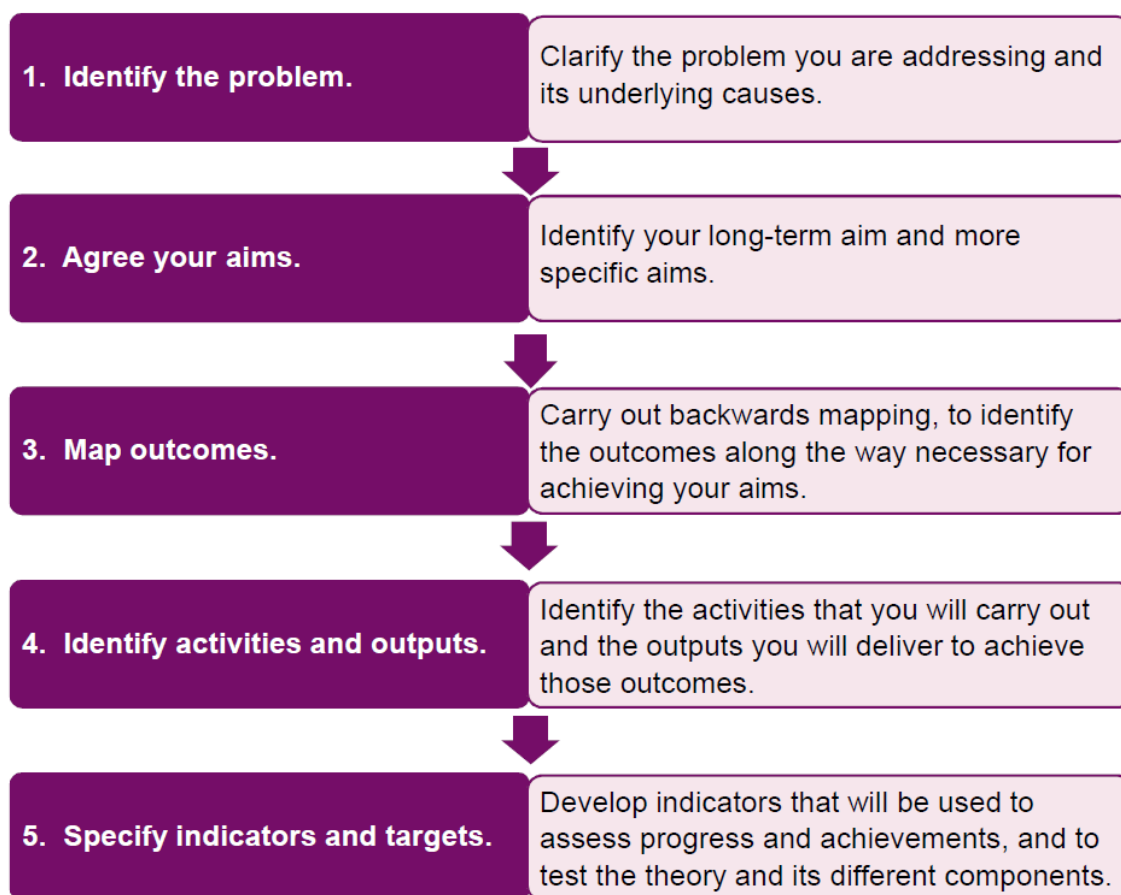 1. Identify the problem.
Clarify the problem you are addressing and
its underlying causes.
2. Agree your aims.
Identify your long-term aim and more
specific aims.
3. Map outcomes.
Carry out backwards mapping, to identify
the outcomes along the way necessary for
achieving your aims.
4. Identify activities and outputs.
Identify the activities that you will carry out
and the outputs you will deliver to achieve
those outcomes.
5. Specify indicators and targets.
Develop indicators that will be used to
assess progress and achievements, and to
test the theory and its different components.